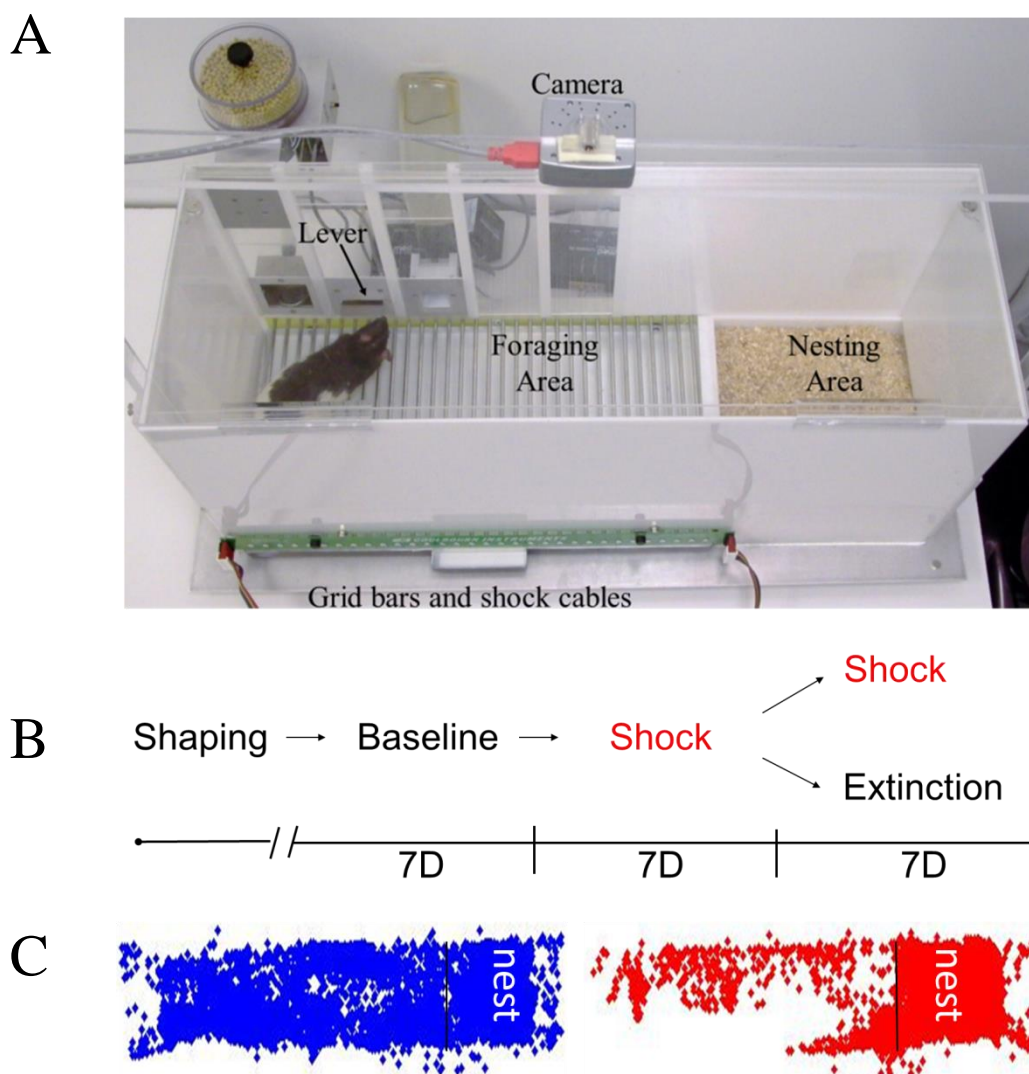 A
Camera
Lever
Foraging
Area
Nesting
Area
Grid bars and shock cables
B
Shock
Shaping
Baseline
Shock
Extinction
7D
7D
7D
C
nest
nest